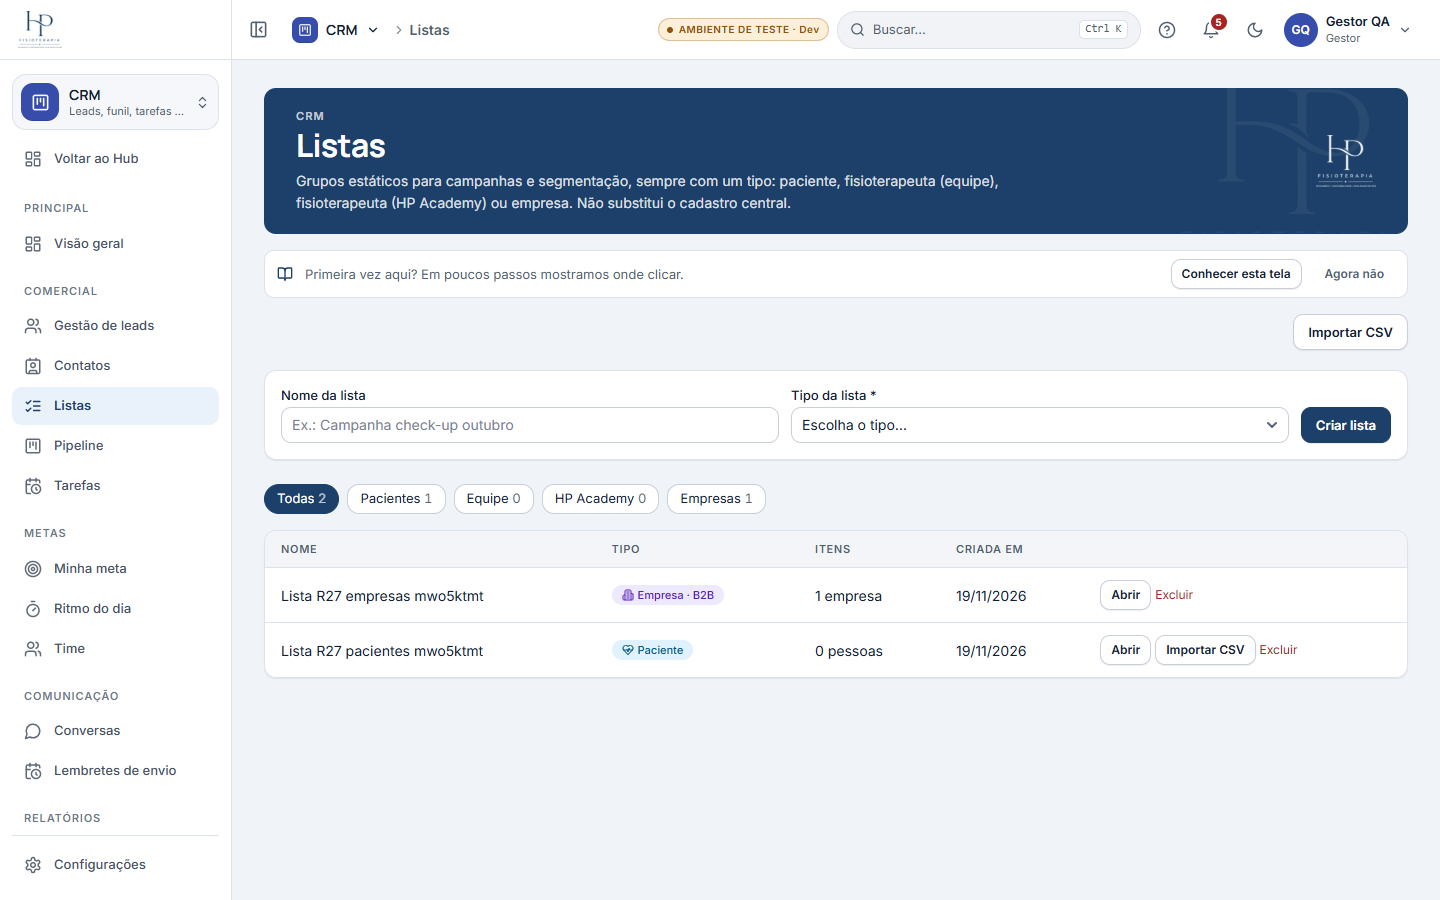 HP
FISIOTERAPIA
CRM
Leads, funil, tarefas ...
Voltar ao Hub
PRINCIPAL
Visão geral
COMERCIAL
Gestão de leads
Contatos
Listas
Pipeline
Tarefas
METAS
Minha meta
Ritmo do dia
Time
COMUNICAÇÃO
Conversas
Lembretes de envio
RELATÓRIOS
Configurações
CRM
Listas
AMBIENTE DE TESTE · Dev
Buscar...
Ctrl K
5
GQ
Gestor QA
Gestor
CRM
Listas
Grupos estáticos para campanhas e segmentação, sempre com um tipo: paciente, fisioterapeuta (equipe),
fisioterapeuta (HP Academy) ou empresa. Não substitui o cadastro central.
HP
FISIOTERAPIA
Primeira vez aqui? Em poucos passos mostramos onde clicar.
Conhecer esta tela
Agora não
Importar CSV
Nome da lista
Ex.: Campanha check-up outubro
Tipo da lista *
Escolha o tipo...
Criar lista
Todas 2
Pacientes 1
Equipe 0
HP Academy 0
Empresas 1
NOME TIPO ITENS CRIADA EM
Lista R27 empresas mwo5ktmt Empresa · B2B 1 empresa 19/11/2026 Abrir Excluir
Lista R27 pacientes mwo5ktmt Paciente 0 pessoas 19/11/2026 Abrir Importar CSV Excluir